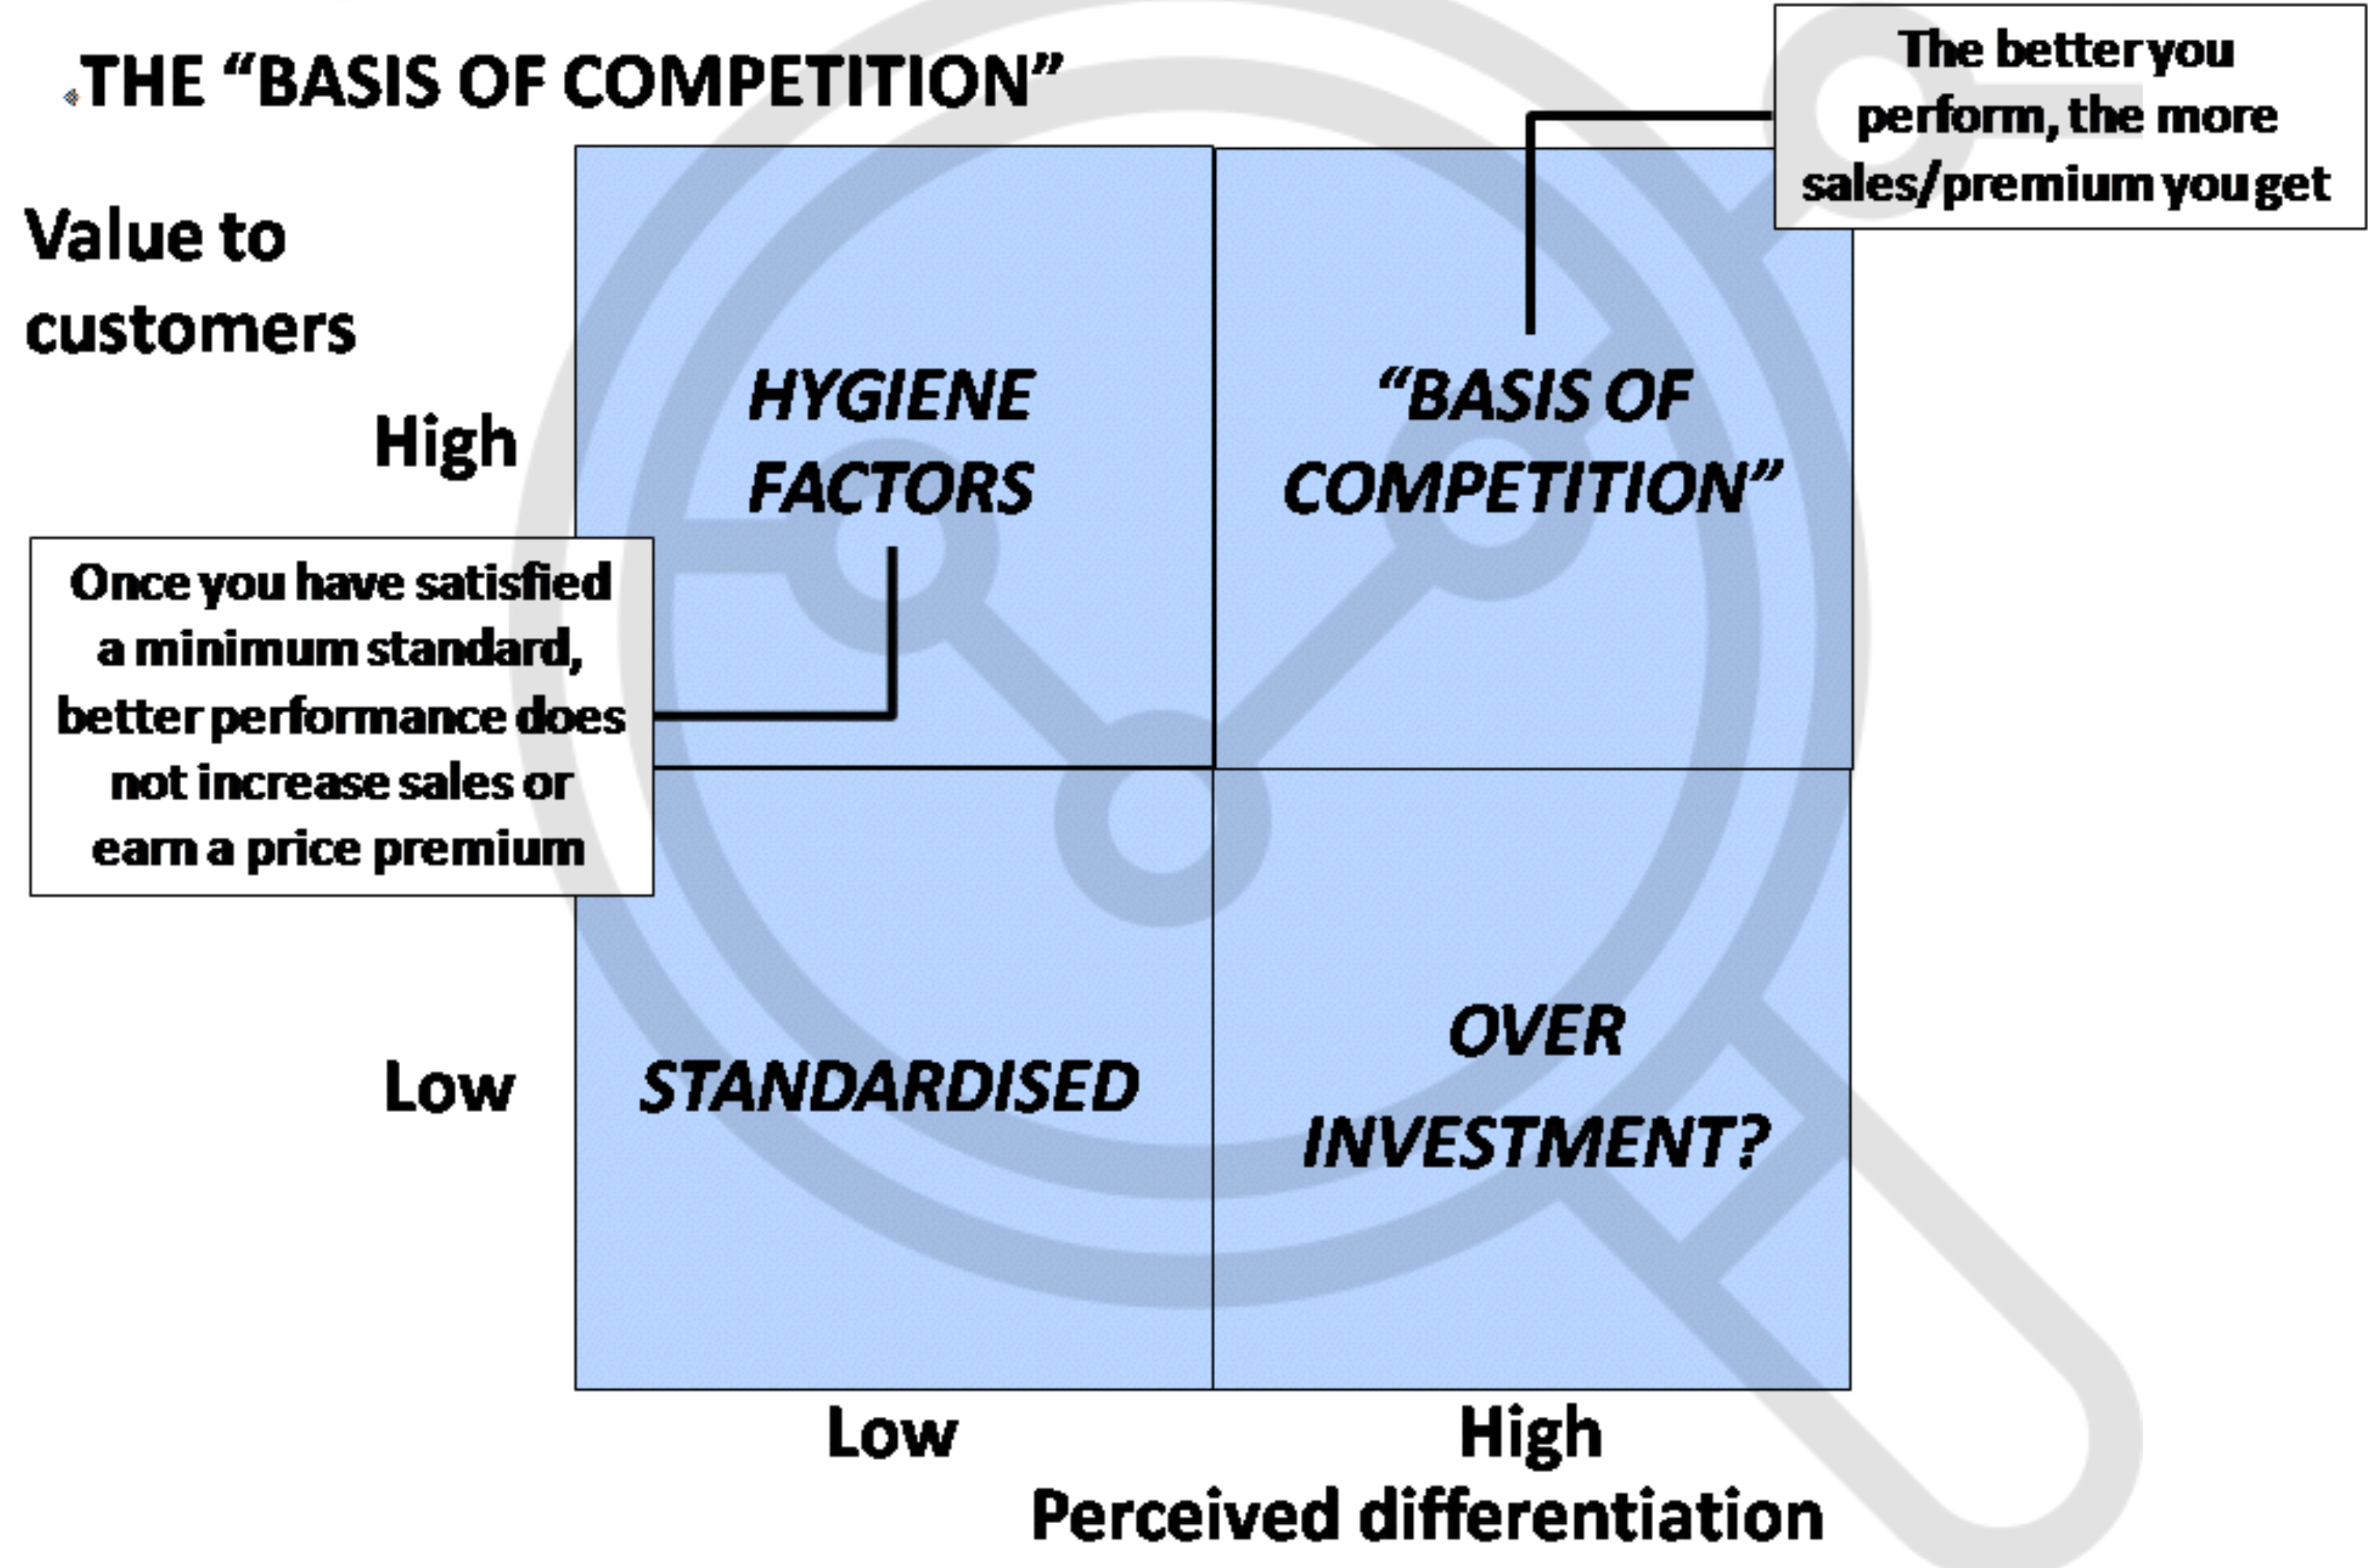 THE “BASIS OF COMPETITION”
The better you
perform, the more
sales/premium you get
Value to
customers
High
HYGIENE
FACTORS
“BASIS OF
COMPETITION”
Once you have satisfied
a minimum standard,
better performance does
not increase sales or
earn a price premium
Low
STANDARDISED
OVER
INVESTMENT?
Low
High
Perceived differentiation